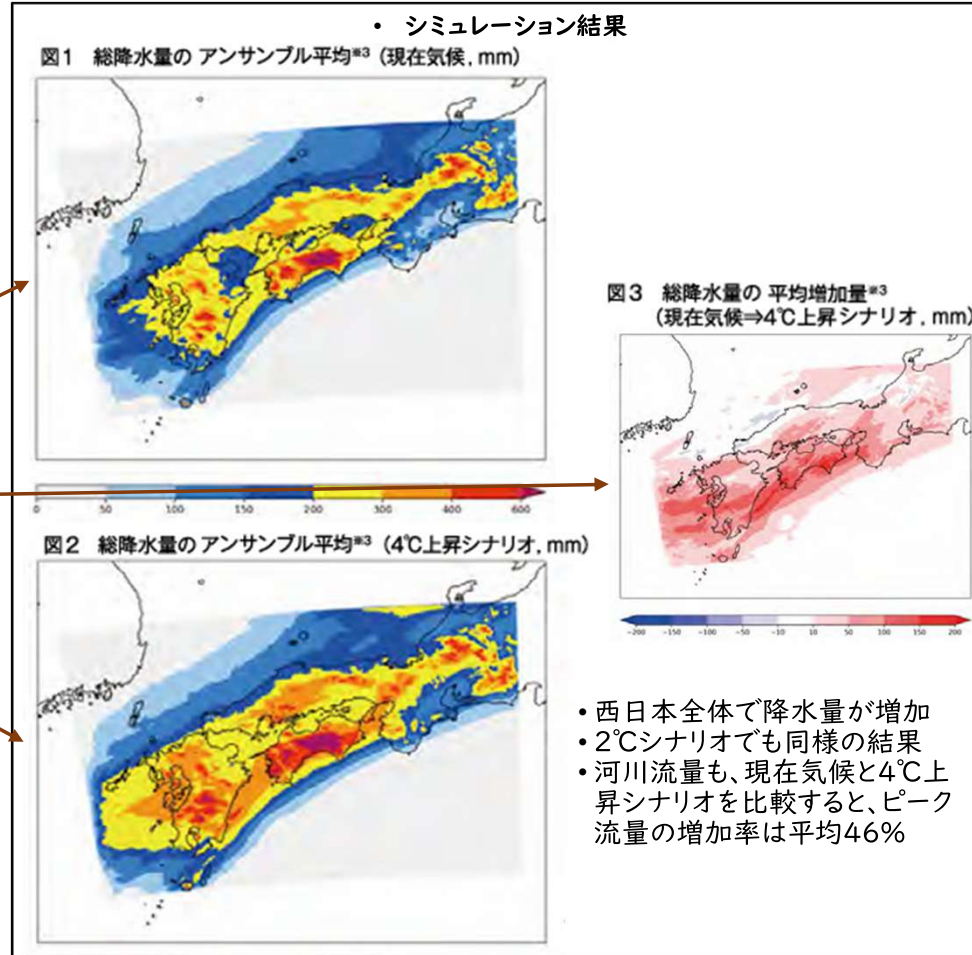 • シミュレーション結果
図1 総降水量の アンサンブル平均※3 (現在気候, mm)
0 50 100 150 200 300 400 600
図2 総降水量の アンサンブル平均※3 (4℃上昇シナリオ, mm)
図3 総降水量の 平均増加量※3
(現在気候⇒4℃上昇シナリオ, mm)
-200 -150 -100 -50 -10 10 50 100 150 200
• 西日本全体で降水量が増加
• 2℃シナリオでも同様の結果
• 河川流量も、現在気候と4℃上
昇シナリオを比較すると、ピーク
流量の増加率は平均46%